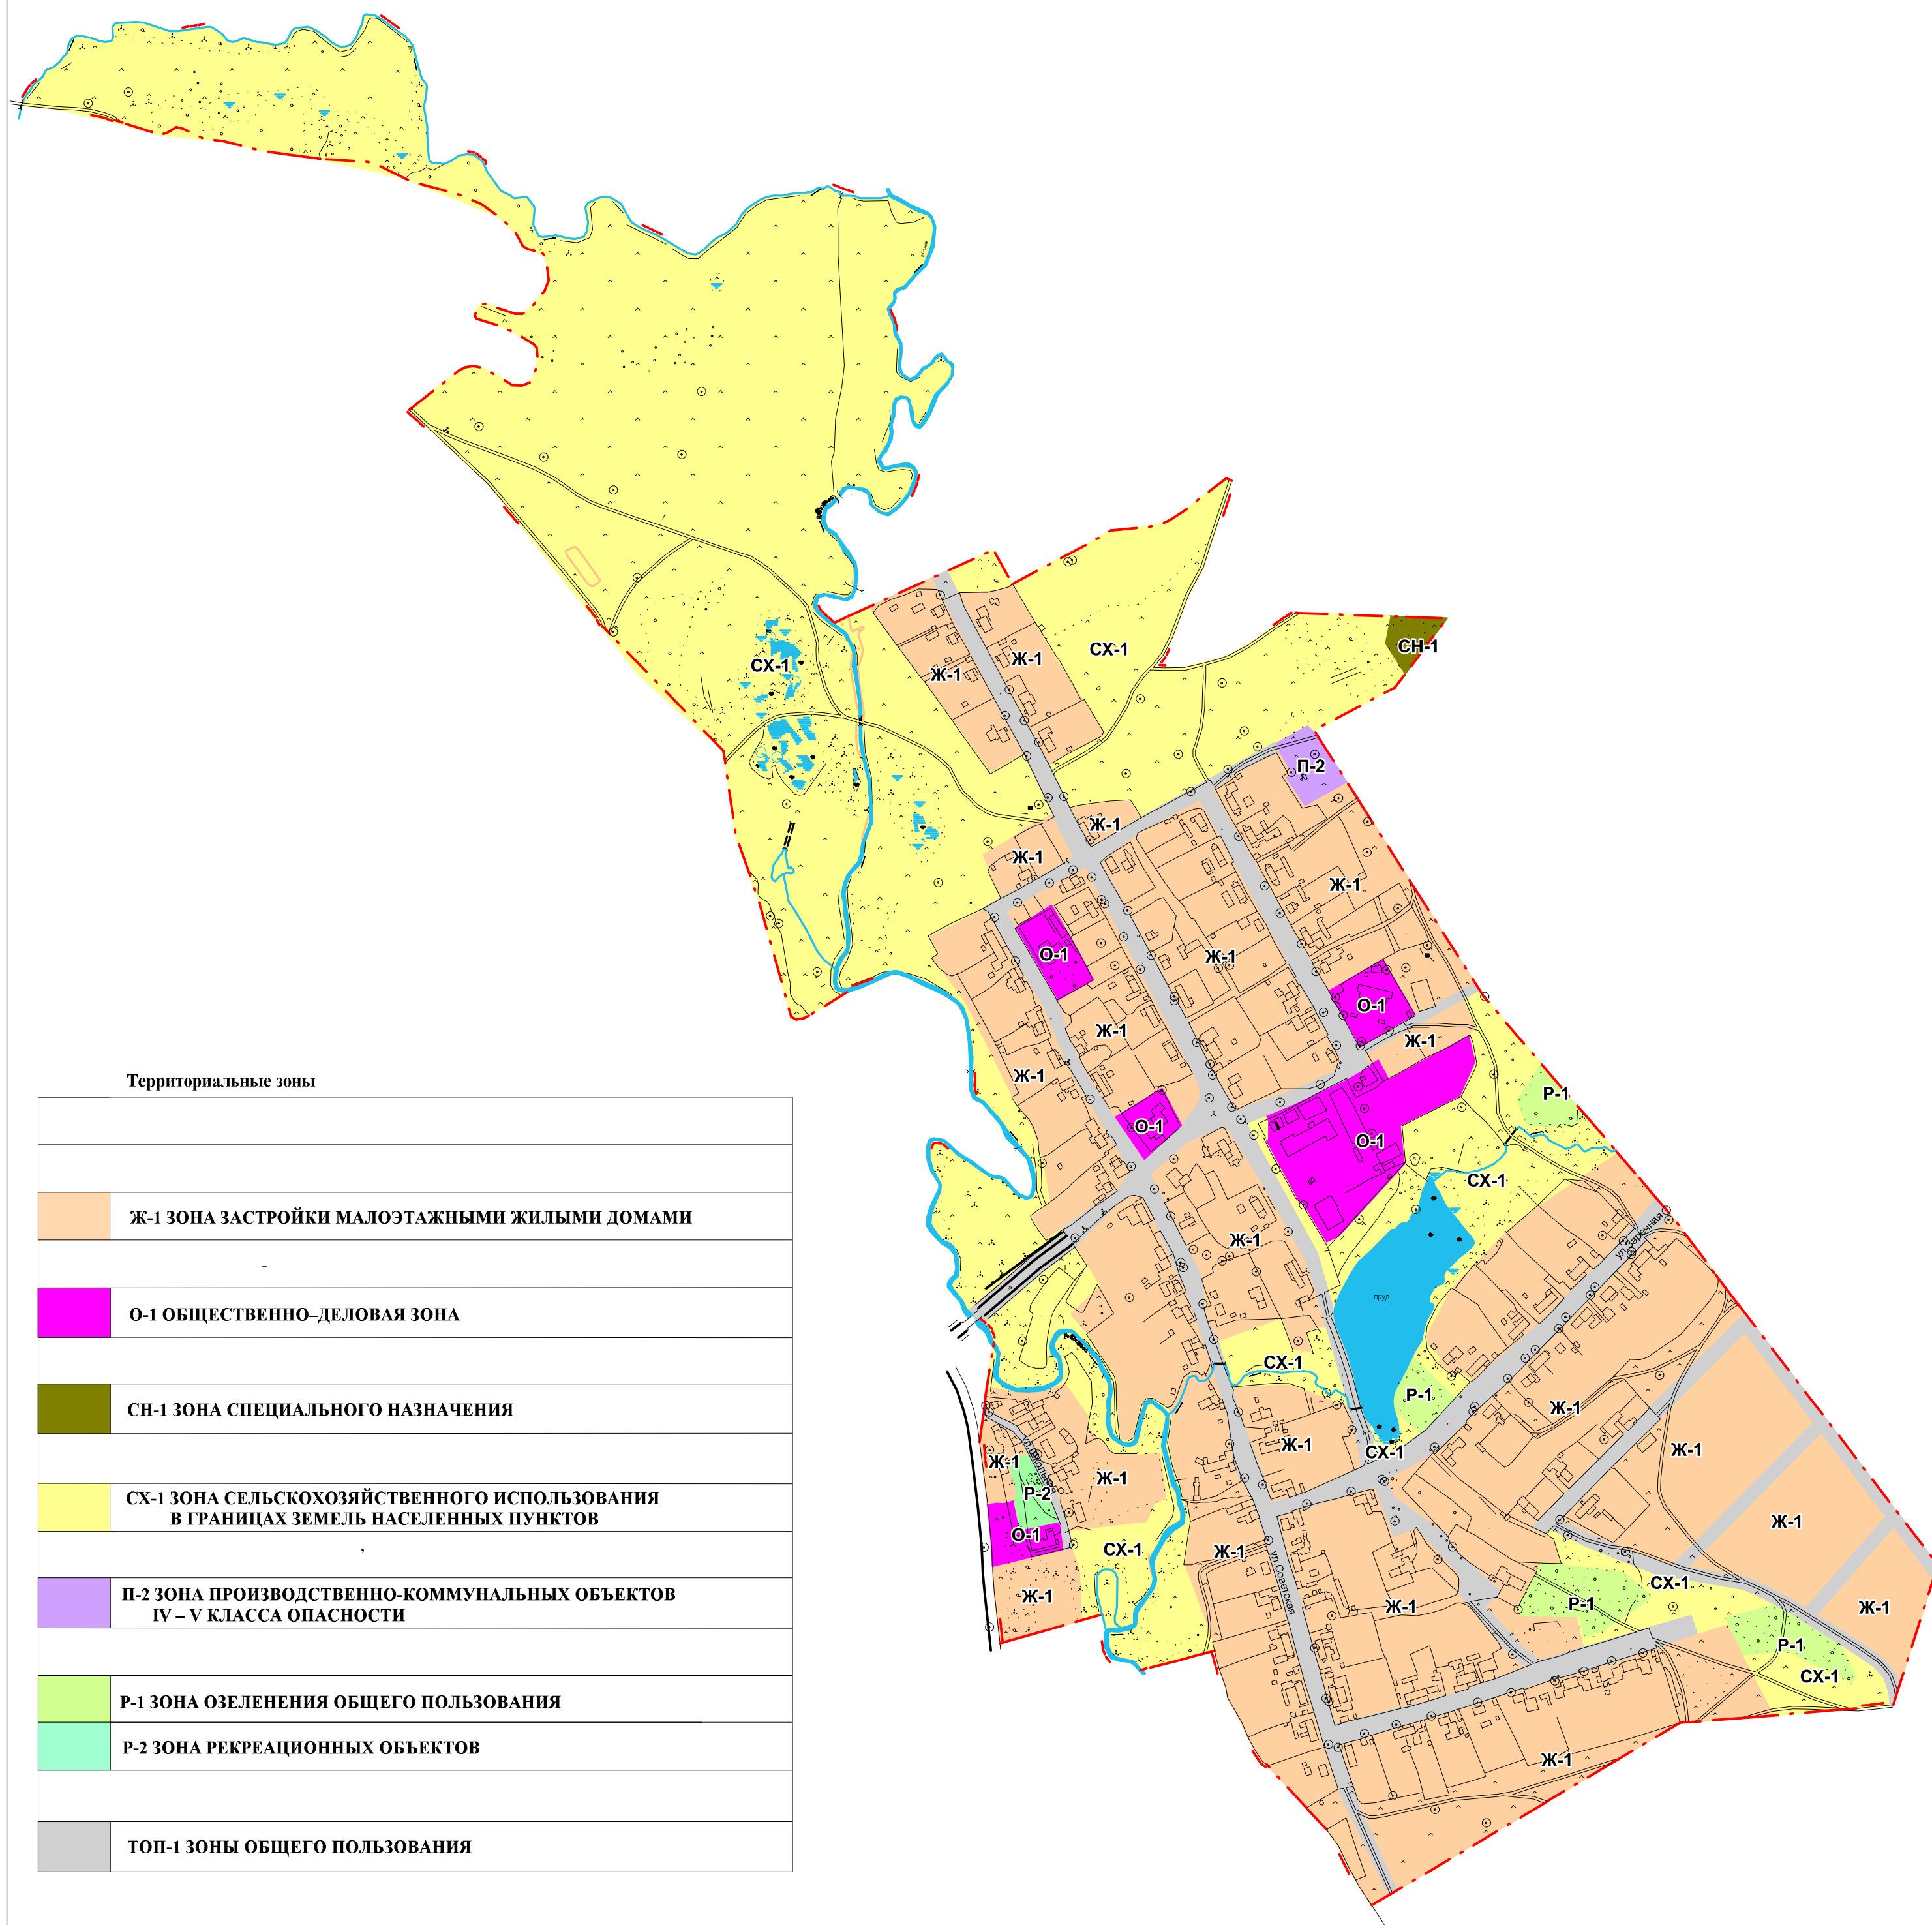 СХ-1
Ж-1
Ж-1
СХ-1
СН-1
П-2
Ж-1
Ж-1
Ж-1
О-1
Ж-1
О-1
Ж-1
Ж-1
Ж-1
О-1
О-1
Р-1
СХ-1
Ж-1
ул.Заречная
пруд
СХ-1
Р-1
Ж-1
Ж-1
СХ-1
Ж-1
Ж-1
ул.Школьная
Р-2
Ж-1
О-1
Ж-1
СХ-1
Ж-1
ул.Советская
Ж-1
СХ-1
Р-1
Ж-1
Ж-1
Р-1
СХ-1
Ж-1
Территориальные зоны
Ж-1 ЗОНА ЗАСТРОЙКИ МАЛОЭТАЖНЫМИ ЖИЛЫМИ ДОМАМИ
-
О-1 ОБЩЕСТВЕННО–ДЕЛОВАЯ ЗОНА
СН-1 ЗОНА СПЕЦИАЛЬНОГО НАЗНАЧЕНИЯ
СХ-1 ЗОНА СЕЛЬСКОХОЗЯЙСТВЕННОГО ИСПОЛЬЗОВАНИЯ
В ГРАНИЦАХ ЗЕМЕЛЬ НАСЕЛЕННЫХ ПУНКТОВ
,
П-2 ЗОНА ПРОИЗВОДСТВЕННО-КОММУНАЛЬНЫХ ОБЪЕКТОВ
IV – V КЛАССА ОПАСНОСТИ
Р-1 ЗОНА ОЗЕЛЕНЕНИЯ ОБЩЕГО ПОЛЬЗОВАНИЯ
Р-2 ЗОНА РЕКРЕАЦИОННЫХ ОБЪЕКТОВ
ТОП-1 ЗОНЫ ОБЩЕГО ПОЛЬЗОВАНИЯ